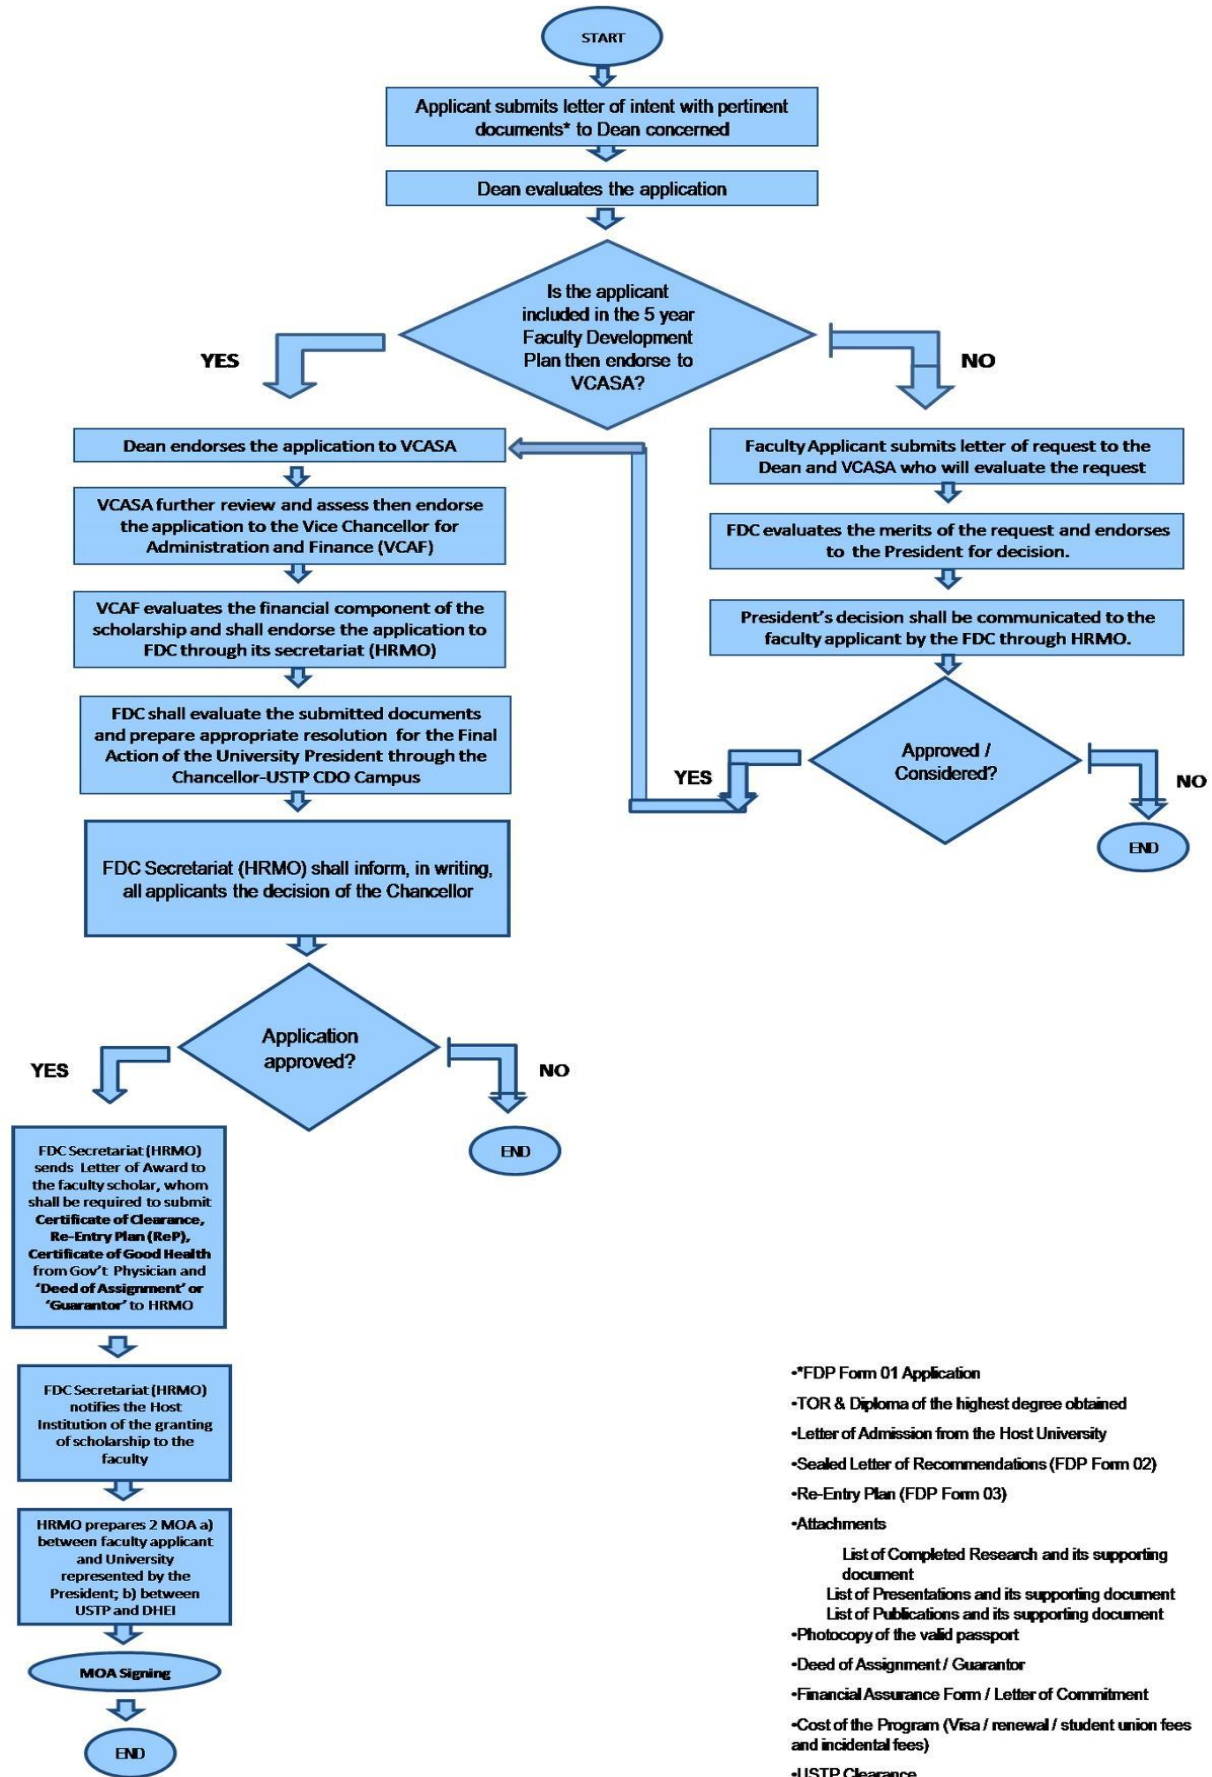 START
Applicant submits letter of intent with pertinent
documents* to Dean concerned
Dean evaluates the application
Is the applicant
included in the 5 year
Faculty Development
Plan then endorse to
VCASA?
YES
NO
Dean endorses the application to VCASA
VCASA further review and assess then endorse
the application to the Vice Chancellor for
Administration and Finance (VCAF)
VCAF evaluates the financial component of the
scholarship and shall endorse the application to
FDC through its secretariat (HRMO)
FDC shall evaluate the submitted documents
and prepare appropriate resolution for the Final
Action of the University President through the
Chancellor-USTP CDO Campus
FDC Secretariat (HRMO) shall inform, in writing,
all applicants the decision of the Chancellor
Faculty Applicant submits letter of request to the
Dean and VCASA who will evaluate the request
FDC evaluates the merits of the request and endorses
to the President for decision.
President's decision shall be communicated to the
faculty applicant by the FDC through HRMO.
Approved /
Considered?
YES
NO
END
Application
approved?
YES
NO
END
FDC Secretariat (HRMO)
sends Letter of Award to
the faculty scholar, whom
shall be required to submit
Certificate of Clearance,
Re-Entry Plan (ReP),
Certificate of Good Health
from Gov't Physician and
'Deed of Assignment' or
'Guarantor' to HRMO
FDC Secretariat (HRMO)
notifies the Host
Institution of the granting
of scholarship to the
faculty
HRMO prepares 2 MOA a)
between faculty applicant
and University
represented by the
President; b) between
USTP and DHEI
MOA Signing
END
•*FDP Form 01 Application
•TOR & Diploma of the highest degree obtained
•Letter of Admission from the Host University
•Sealed Letter of Recommendations (FDP Form 02)
•Re-Entry Plan (FDP Form 03)
•Attachments
List of Completed Research and its supporting
document
List of Presentations and its supporting document
List of Publications and its supporting document
•Photocopy of the valid passport
•Deed of Assignment / Guarantor
•Financial Assurance Form / Letter of Commitment
•Cost of the Program (Visa / renewal / student union fees
and incidental fees)
•USTP Clearance